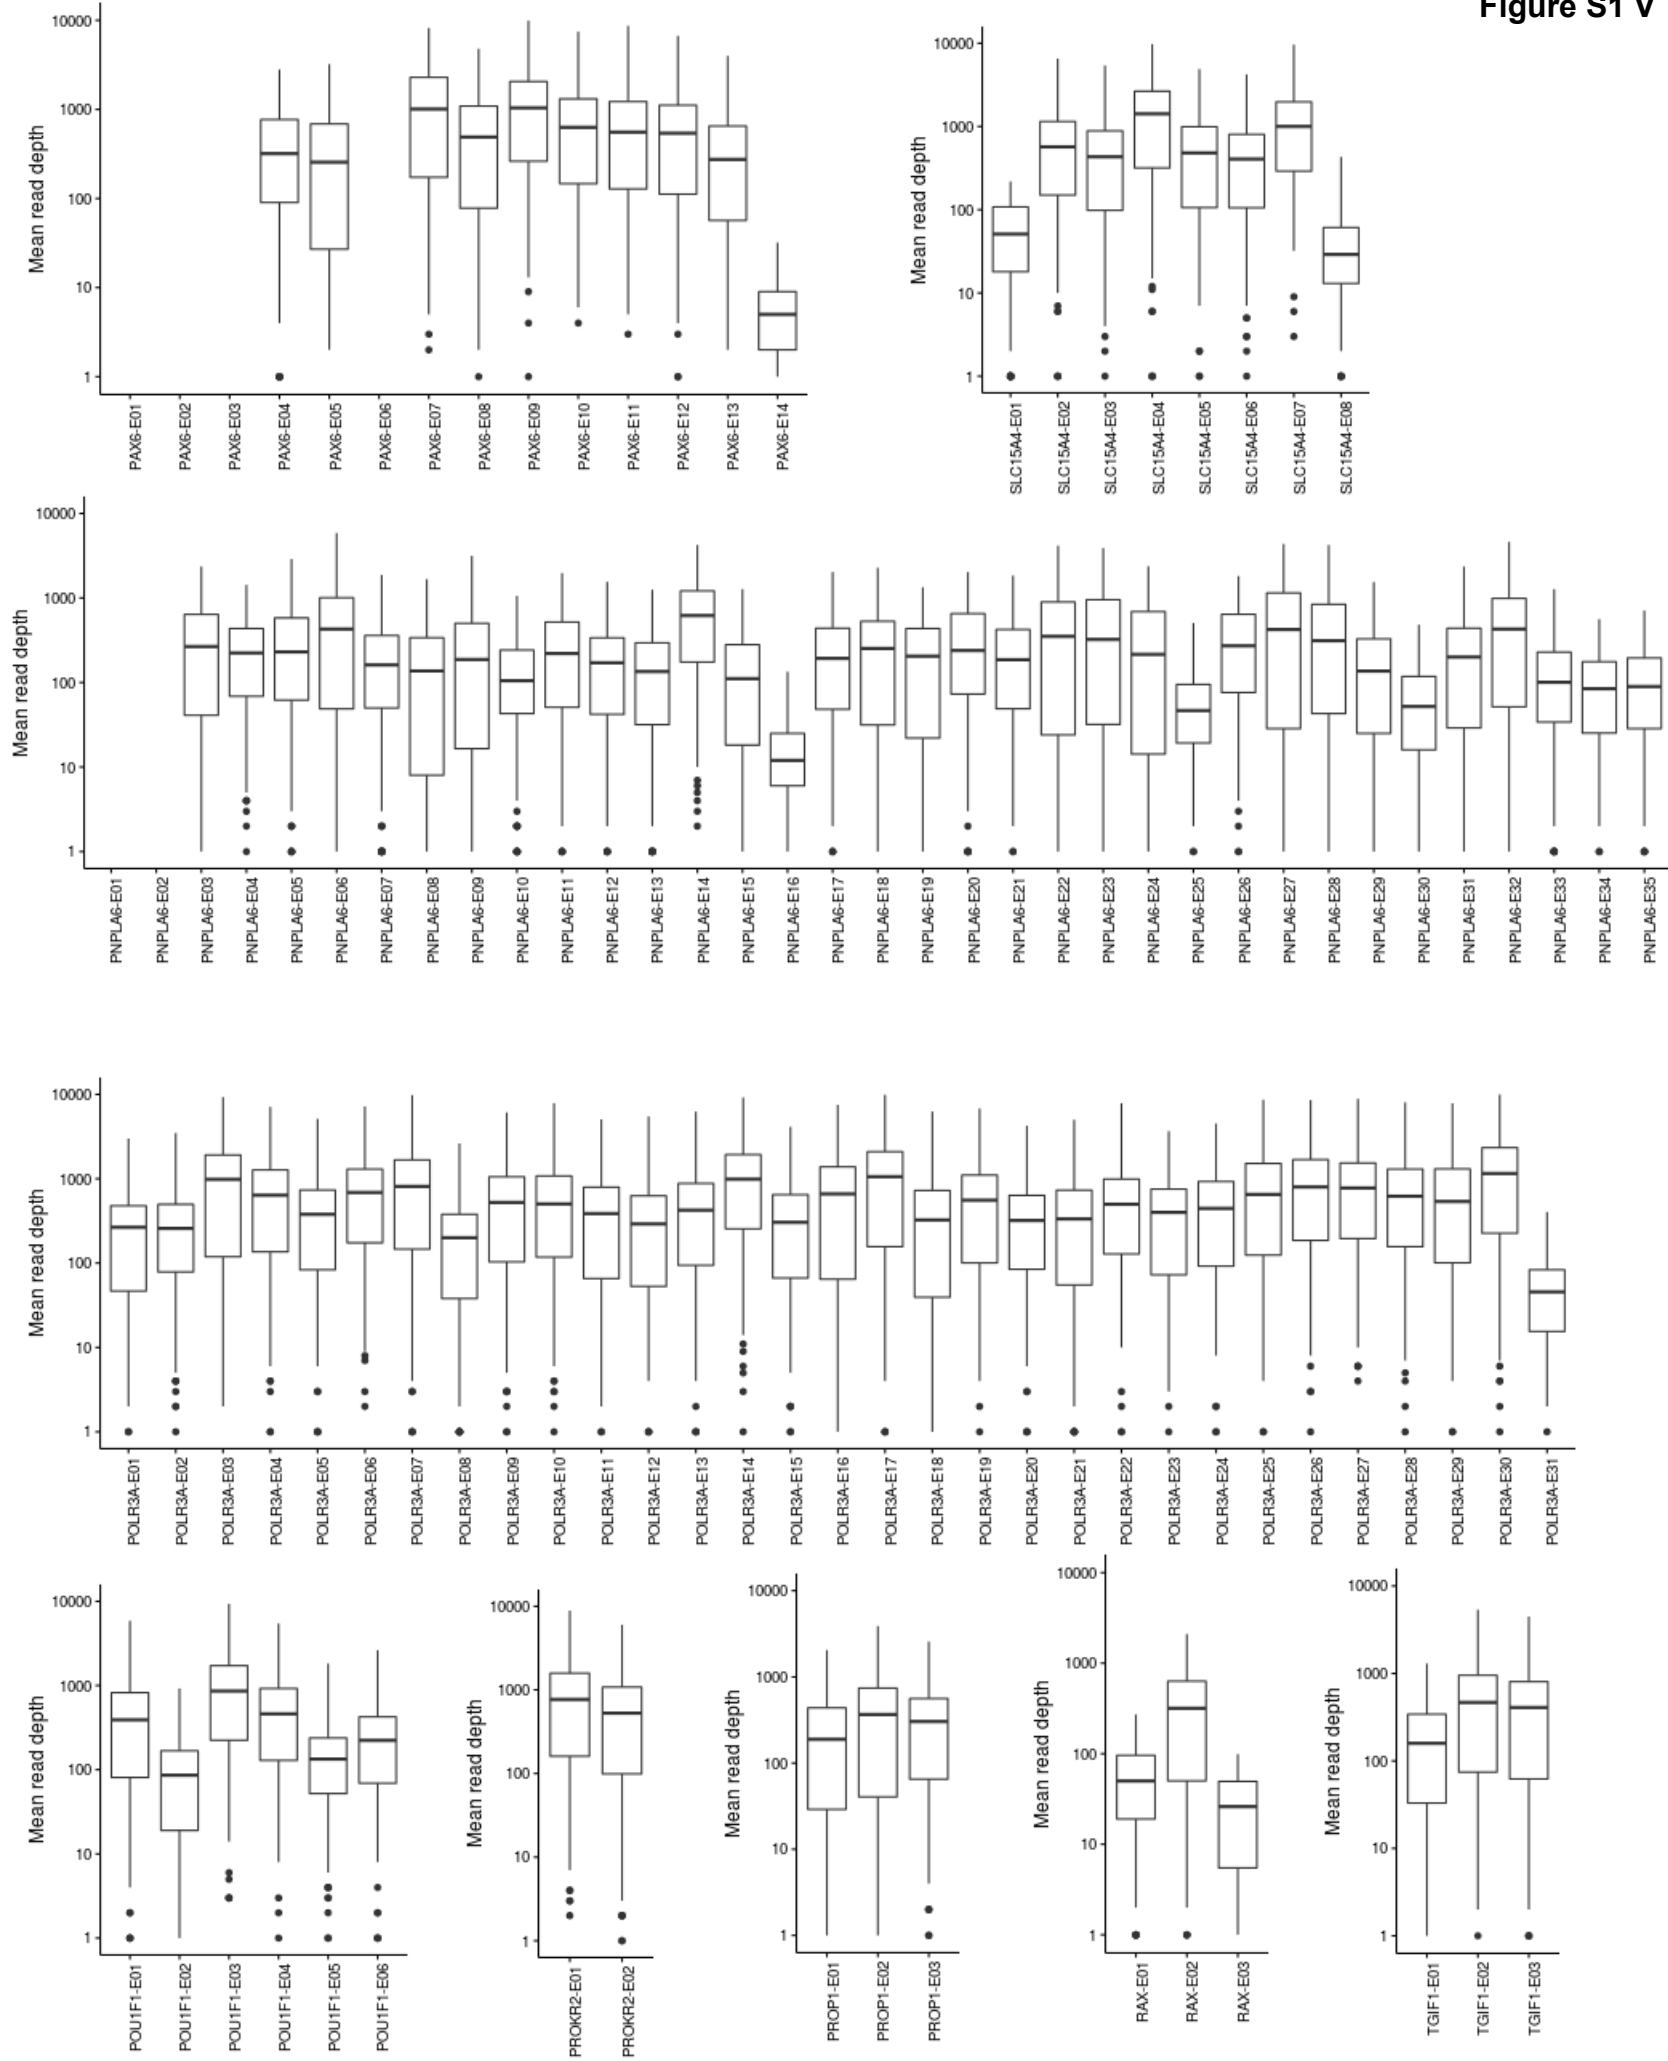 Figure S1 V
Mean read depth
10000
1000
100
10
1
PAX6-E01
PAX6-E02
PAX6-E03
PAX6-E04
PAX6-E05
PAX6-E06
PAX6-E07
PAX6-E08
PAX6-E09
PAX6-E10
PAX6-E11
PAX6-E12
PAX6-E13
PAX6-E14
Mean read depth
10000
1000
100
10
1
SLC15A4-E01
SLC15A4-E02
SLC15A4-E03
SLC15A4-E04
SLC15A4-E05
SLC15A4-E06
SLC15A4-E07
SLC15A4-E08
Mean read depth
10000
1000
100
10
1
PNPLA6-E01
PNPLA6-E02
PNPLA6-E03
PNPLA6-E04
PNPLA6-E05
PNPLA6-E06
PNPLA6-E07
PNPLA6-E08
PNPLA6-E09
PNPLA6-E10
PNPLA6-E11
PNPLA6-E12
PNPLA6-E13
PNPLA6-E14
PNPLA6-E15
PNPLA6-E16
PNPLA6-E17
PNPLA6-E18
PNPLA6-E19
PNPLA6-E20
PNPLA6-E21
PNPLA6-E22
PNPLA6-E23
PNPLA6-E24
PNPLA6-E25
PNPLA6-E26
PNPLA6-E27
PNPLA6-E28
PNPLA6-E29
PNPLA6-E30
PNPLA6-E31
PNPLA6-E32
PNPLA6-E33
PNPLA6-E34
PNPLA6-E35
Mean read depth
10000
1000
100
10
1
POLR3A-E01
POLR3A-E02
POLR3A-E03
POLR3A-E04
POLR3A-E05
POLR3A-E06
POLR3A-E07
POLR3A-E08
POLR3A-E09
POLR3A-E10
POLR3A-E11
POLR3A-E12
POLR3A-E13
POLR3A-E14
POLR3A-E15
POLR3A-E16
POLR3A-E17
POLR3A-E18
POLR3A-E19
POLR3A-E20
POLR3A-E21
POLR3A-E22
POLR3A-E23
POLR3A-E24
POLR3A-E25
POLR3A-E26
POLR3A-E27
POLR3A-E28
POLR3A-E29
POLR3A-E30
POLR3A-E31
Mean read depth
10000
1000
100
10
1
POU1F1-E01
POU1F1-E02
POU1F1-E03
POU1F1-E04
POU1F1-E05
POU1F1-E06
Mean read depth
10000
1000
100
10
1
PROKR2-E01
PROKR2-E02
Mean read depth
10000
1000
100
10
1
PROP1-E01
PROP1-E02
PROP1-E03
Mean read depth
10000
1000
100
10
1
RAX-E01
RAX-E02
RAX-E03
Mean read depth
10000
1000
100
10
1
TGIF1-E01
TGIF1-E02
TGIF1-E03